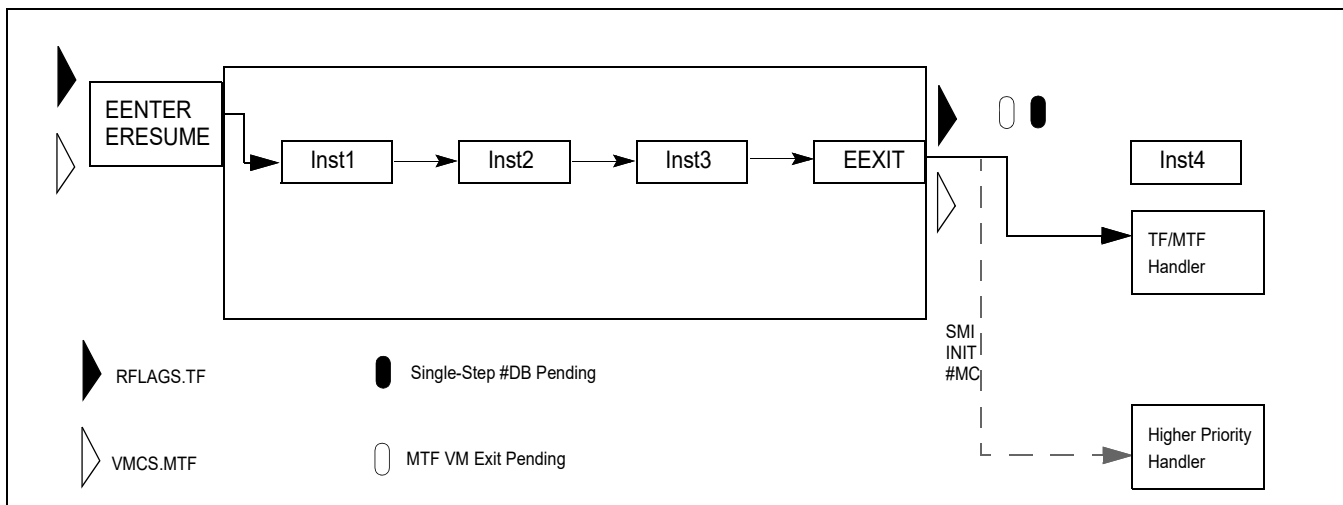 EENTER
ERESUME
Inst1
Inst2
Inst3
EEXIT
Inst4
TF/MTF
Handler
SMI
INIT
#MC
Higher Priority
Handler
RFLAGS.TF
Single-Step #DB Pending
VMCS.MTF
MTF VM Exit Pending